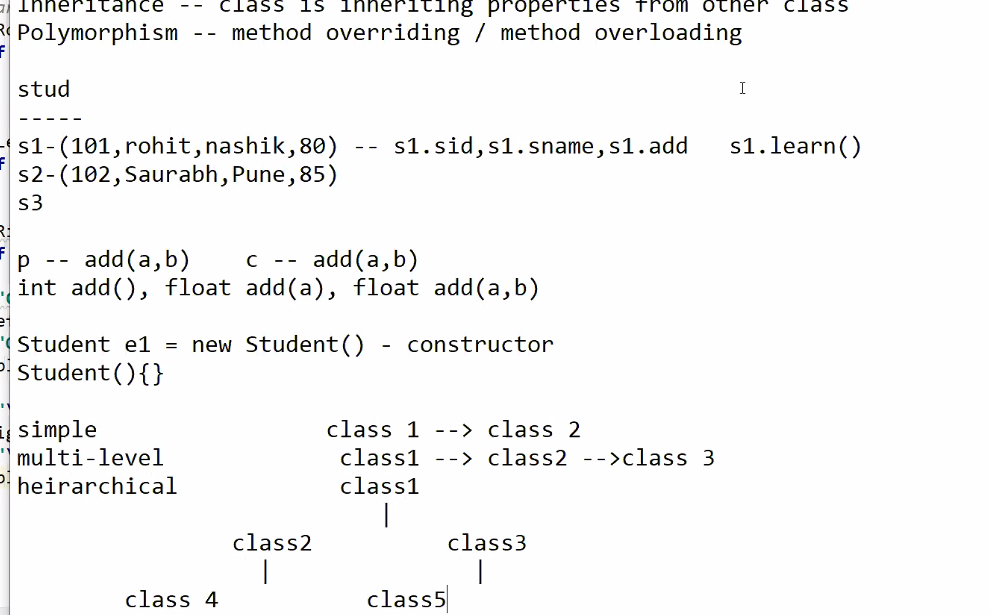 Inheritance -- class is inheriting properties from other class
Polymorphism -- method overriding / method overloading
stud
-----
s1-(101,rohit,nashik,80) -- s1.sid,s1.sname,s1.add   s1.learn()
s2-(102,Saurabh,Pune,85)
s3
p -- add(a,b)    c -- add(a,b)
int add(), float add(a), float add(a,b)
Student e1 = new Student() - constructor
Student(){}
simple                 class 1 --> class 2
multi-level             class1 --> class2 -->class 3
heirarchical            class1
|
class2          class3
|               |
class 4           class5